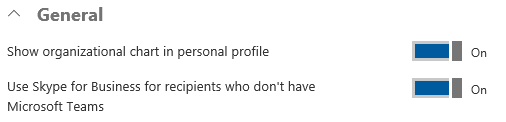 General
Show organizational chart in personal profile
On
Use Skype for Business for recipients who don't have
Microsoft Teams
On